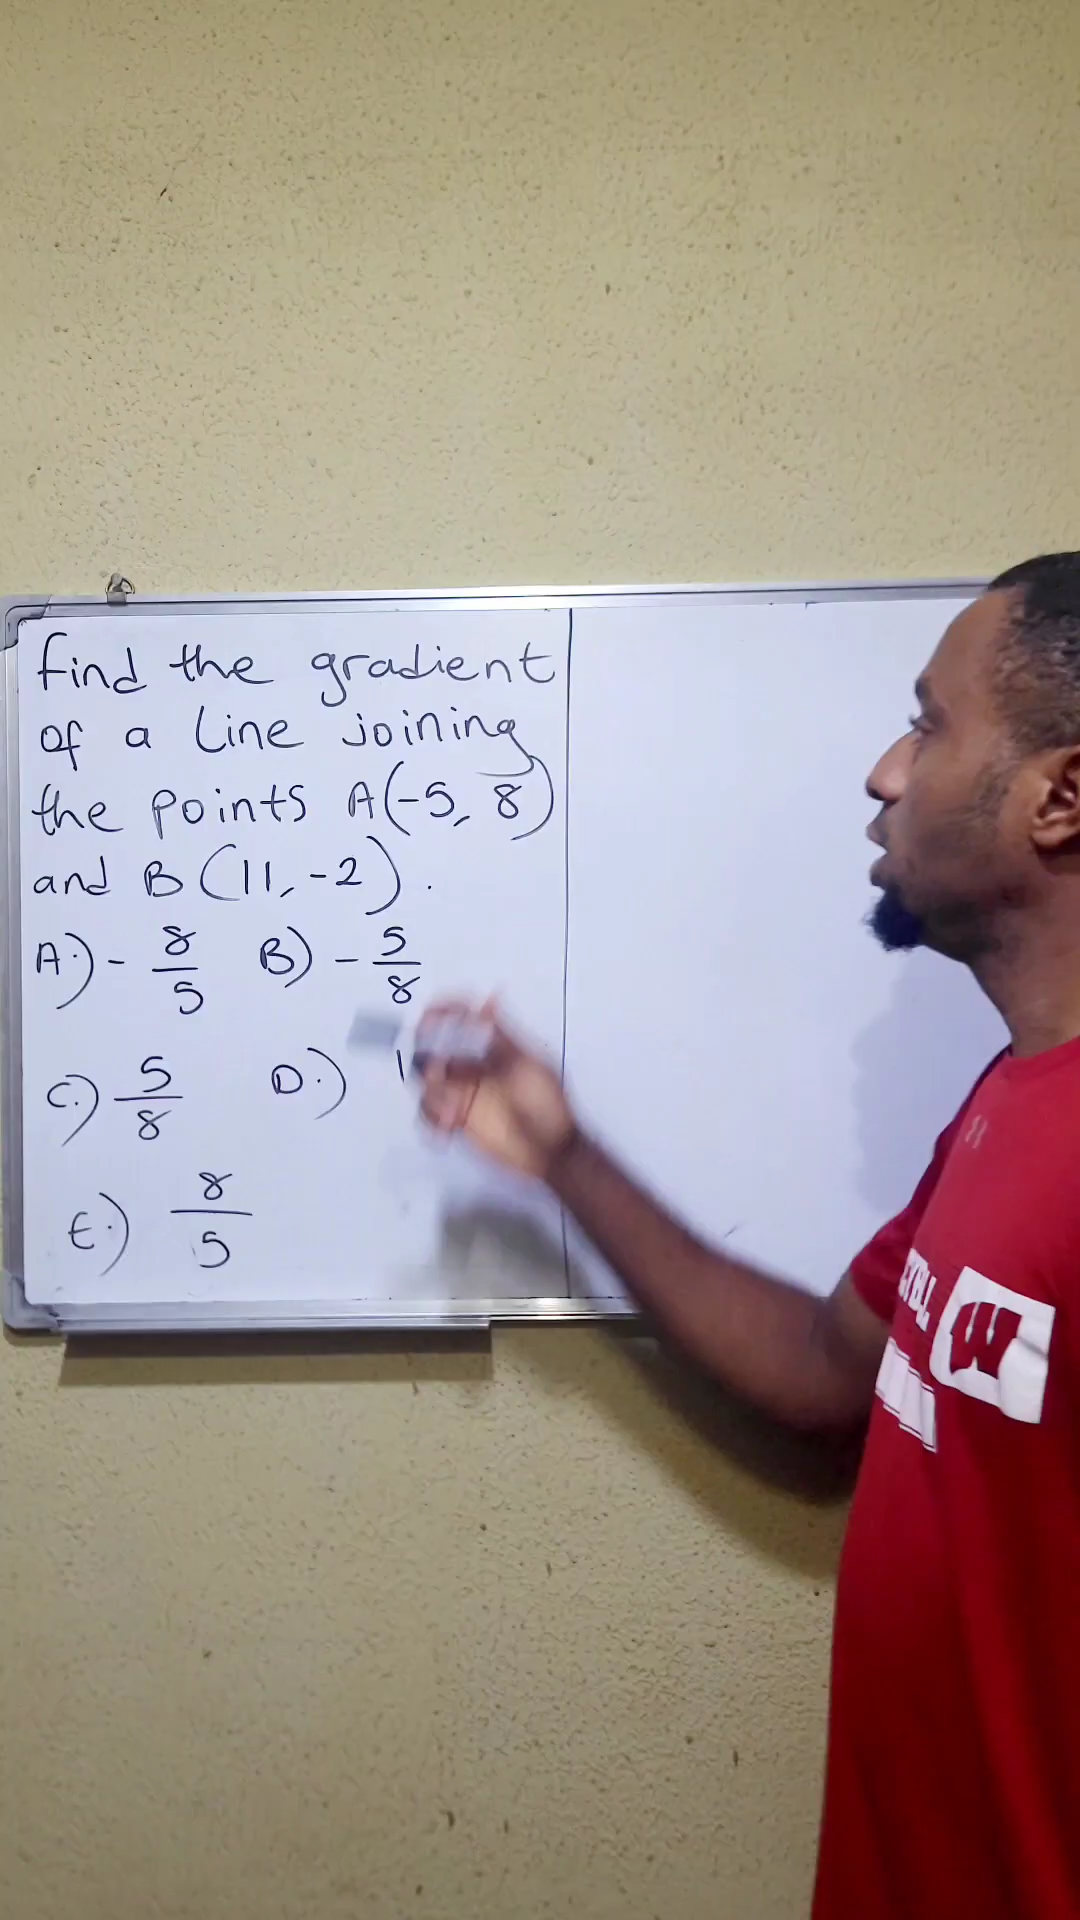 find the gradient
of a line joining
the points A(-5, 8)
and B(11, -2).
A.) - 8/5 B) - 5/8
C.) 5/8 D.) 1
E.) 8/5
W